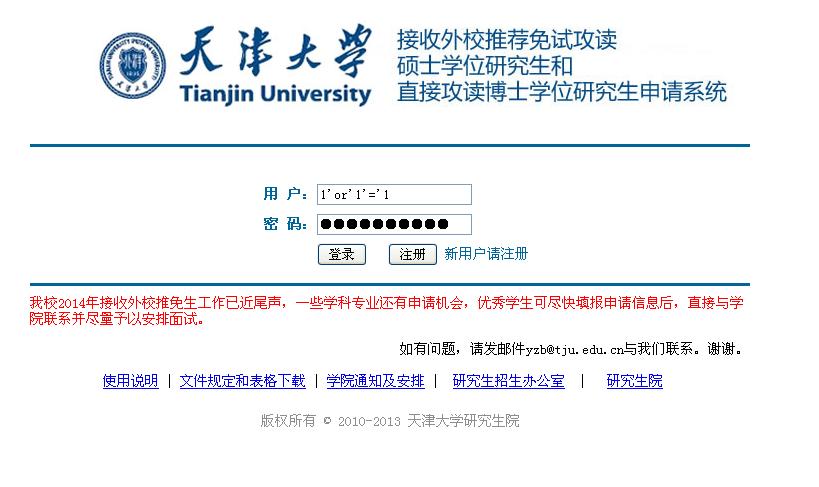 天津大学
Tianjin University
接收外校推荐免试攻读
硕士学位研究生和
直接攻读博士学位研究生申请系统
用 户： 1'or'1'='1
密 码： ●●●●●●●●●●
登录 注册 新用户请注册
我校2014年接收外校推免生工作已近尾声，一些学科专业还有申请机会，优秀学生可尽快填报申请信息后，直接与学
院联系并尽量予以安排面试。
如有问题，请发邮件yzb@tju.edu.cn与我们联系。谢谢。
使用说明 | 文件规定和表格下载 | 学院通知及安排 | 研究生招生办公室 | 研究生院
版权所有 © 2010-2013 天津大学研究生院